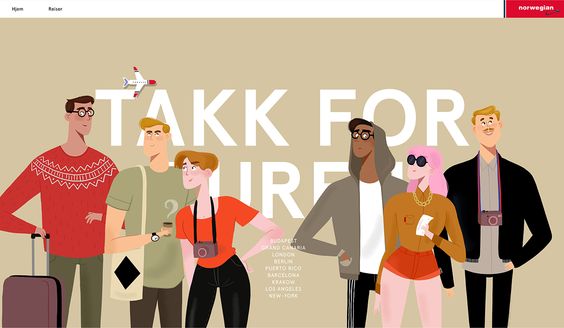 Hjem Reiser norwegian
TAKK FOR
TUREN
BUDAPEST
GRAND CANARIA
LONDON
BERLIN
PUERTO RICO
BARCELONA
KRAKOW
LOS ANGELES
NEW-YORK